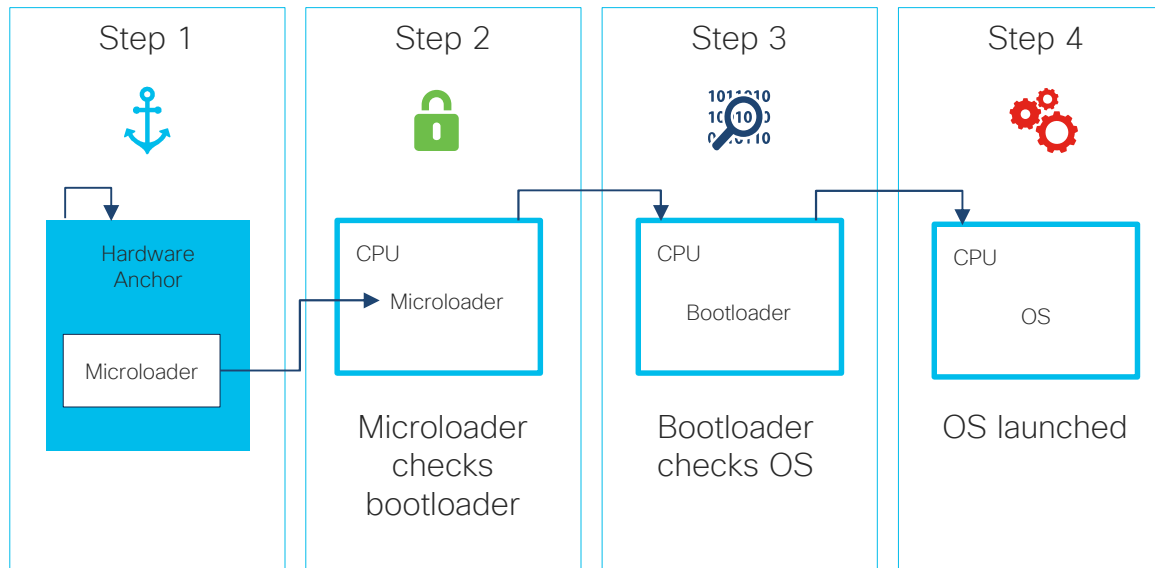 Step 1
Step 2
Step 3
Step 4
1011010
Hardware
Anchor
Microloader
CPU
Microloader
CPU
Bootloader
CPU
OS
Microloader
checks
bootloader
Bootloader
checks OS
OS launched